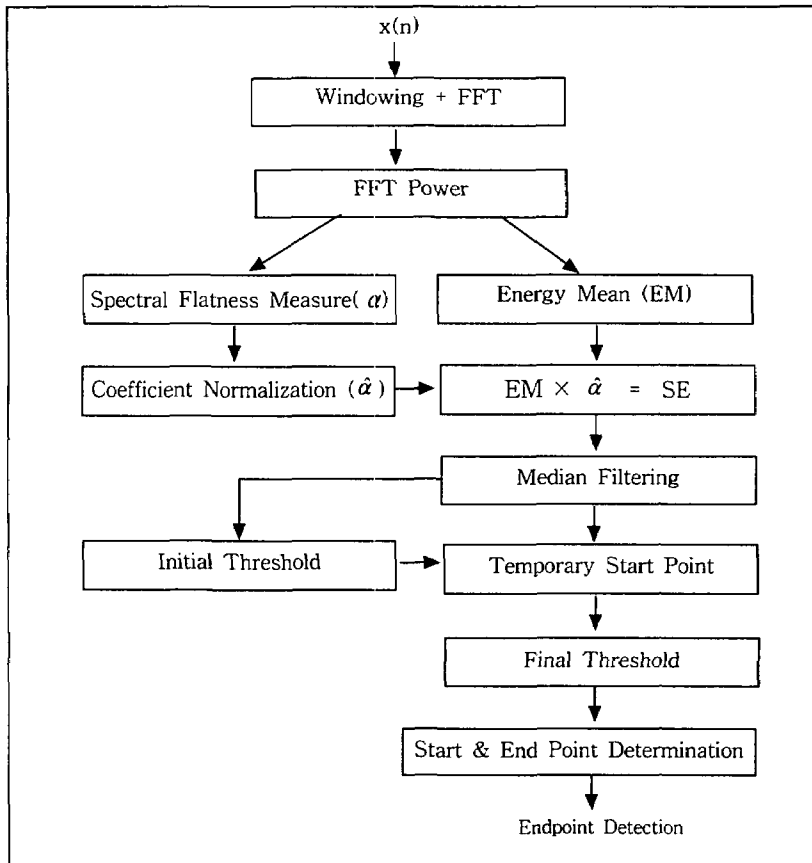 x(n)
Windowing + FFT
FFT Power
Spectral Flatness Measure( α)
Energy Mean (EM)
Coefficient Normalization (α̂)
EM × α̂ = SE
Median Filtering
Initial Threshold
Temporary Start Point
Final Threshold
Start & End Point Determination
Endpoint Detection